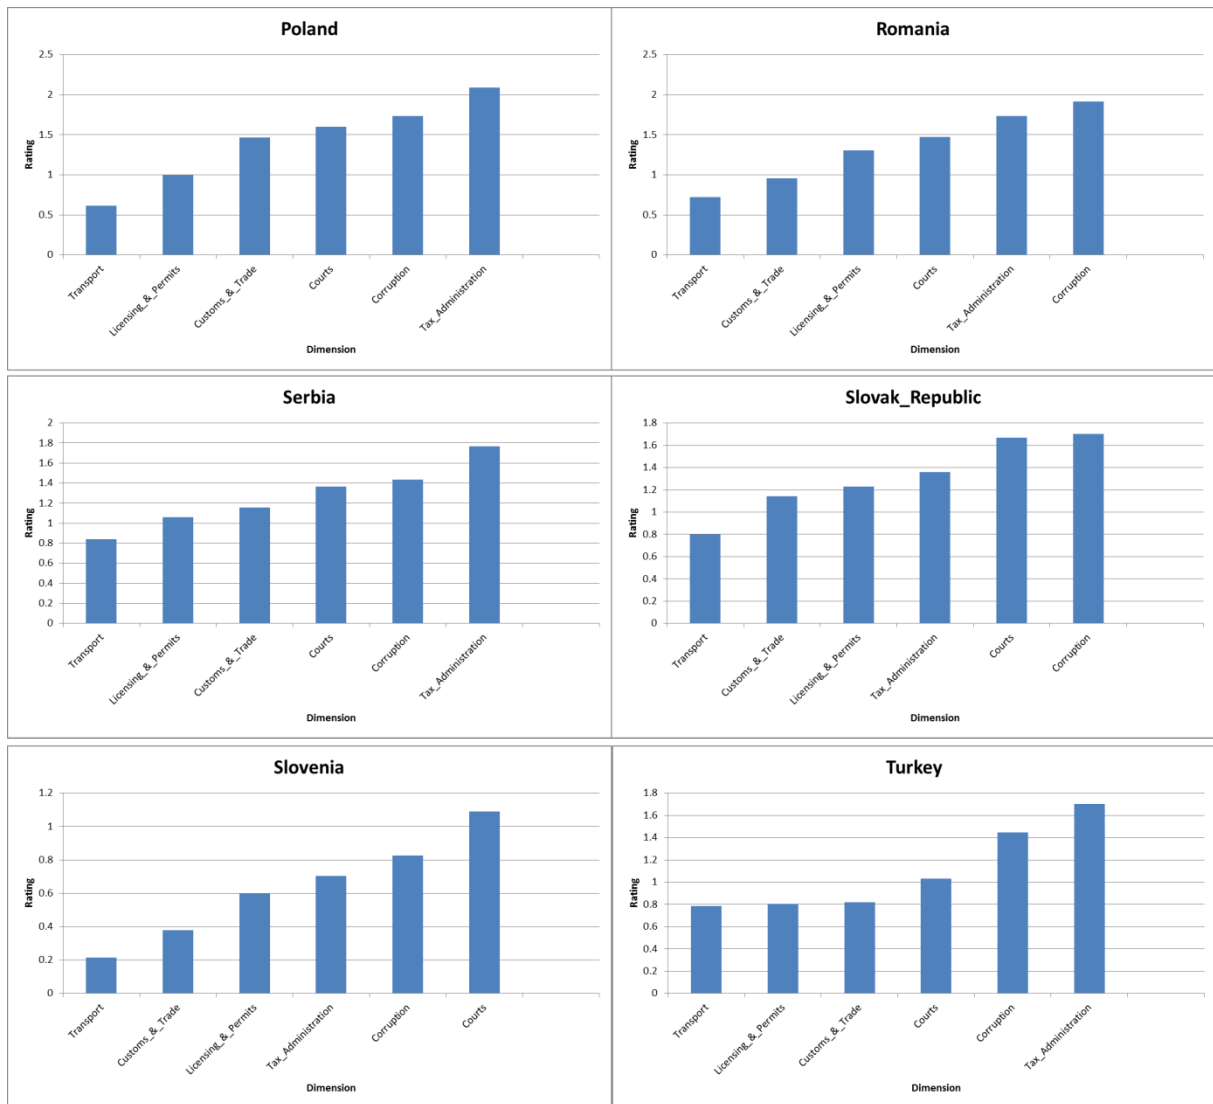 Poland
2.5
2
1.5
1
0.5
0
Rating
Transport
Licensing_&_Permits
Customs_&_Trade
Courts
Corruption
Tax_Administration
Dimension
Romania
2.5
2
1.5
1
0.5
0
Rating
Transport
Customs_&_Trade
Licensing_&_Permits
Courts
Tax_Administration
Corruption
Dimension
Serbia
2
1.8
1.6
1.4
1.2
1
0.8
0.6
0.4
0.2
0
Rating
Transport
Licensing_&_Permits
Customs_&_Trade
Courts
Corruption
Tax_Administration
Dimension
Slovak_Republic
1.8
1.6
1.4
1.2
1
0.8
0.6
0.4
0.2
0
Rating
Transport
Customs_&_Trade
Licensing_&_Permits
Tax_Administration
Courts
Corruption
Dimension
Slovenia
1.2
1
0.8
0.6
0.4
0.2
0
Rating
Transport
Customs_&_Trade
Licensing_&_Permits
Tax_Administration
Corruption
Courts
Dimension
Turkey
1.8
1.6
1.4
1.2
1
0.8
0.6
0.4
0.2
0
Rating
Transport
Licensing_&_Permits
Customs_&_Trade
Courts
Corruption
Tax_Administration
Dimension